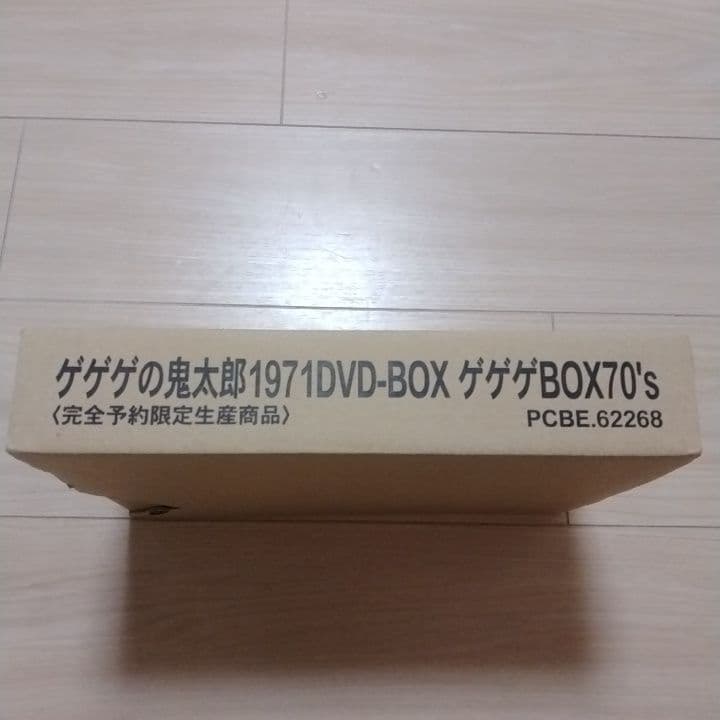 ゲゲゲの鬼太郎1971DVD-BOX ゲゲゲBOX70's
〈完全予約限定生産商品〉 PCBE.62268